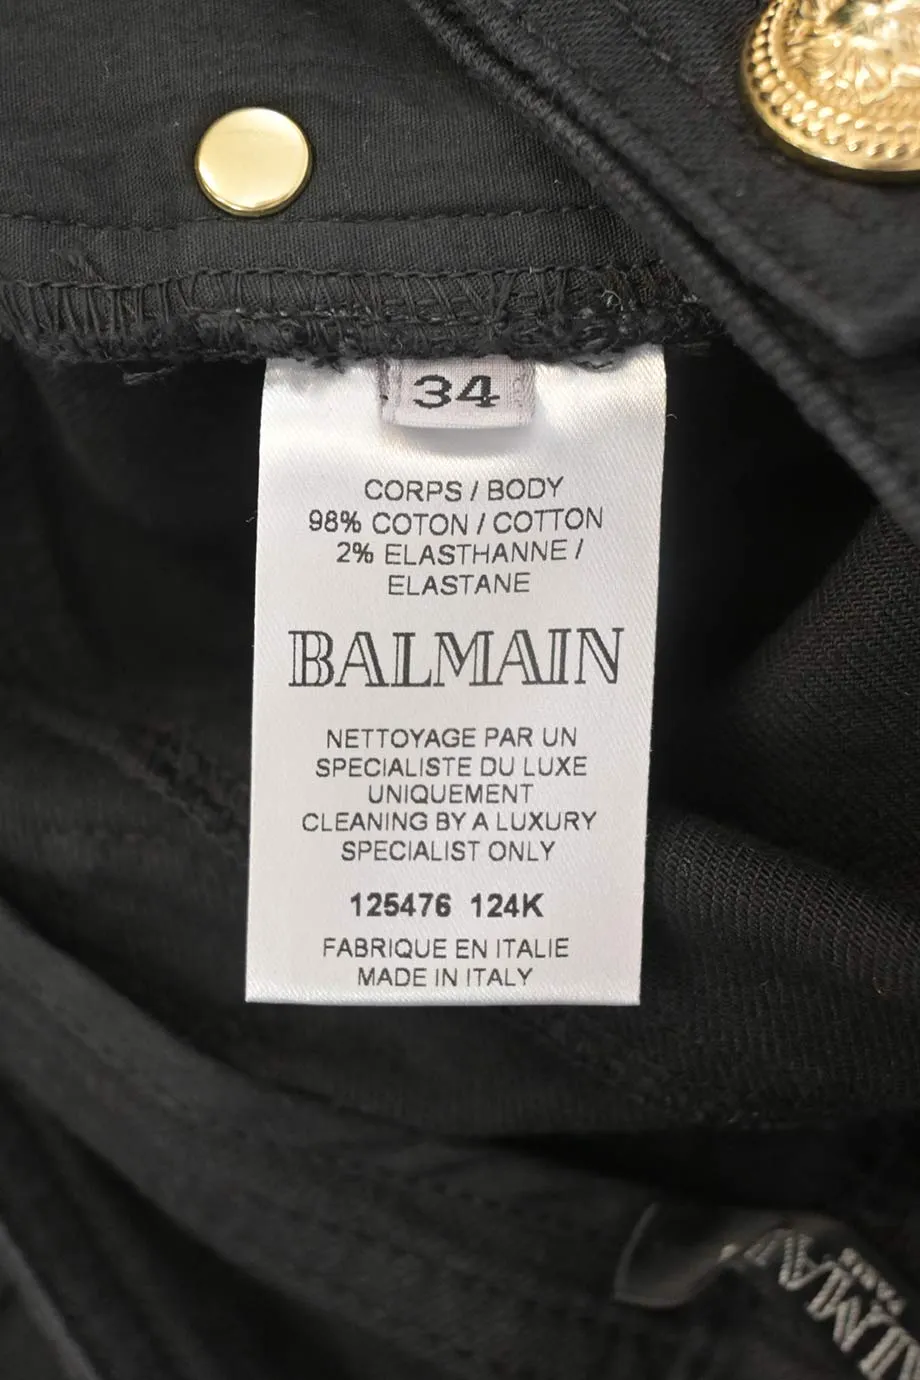 34
CORPS / BODY
98% COTON / COTTON
2% ELASTHANNE /
ELASTANE
BALMAIN
NETTOYAGE PAR UN
SPECIALISTE DU LUXE
UNIQUEMENT
CLEANING BY A LUXURY
SPECIALIST ONLY
125476 124K
FABRIQUE EN ITALIE
MADE IN ITALY